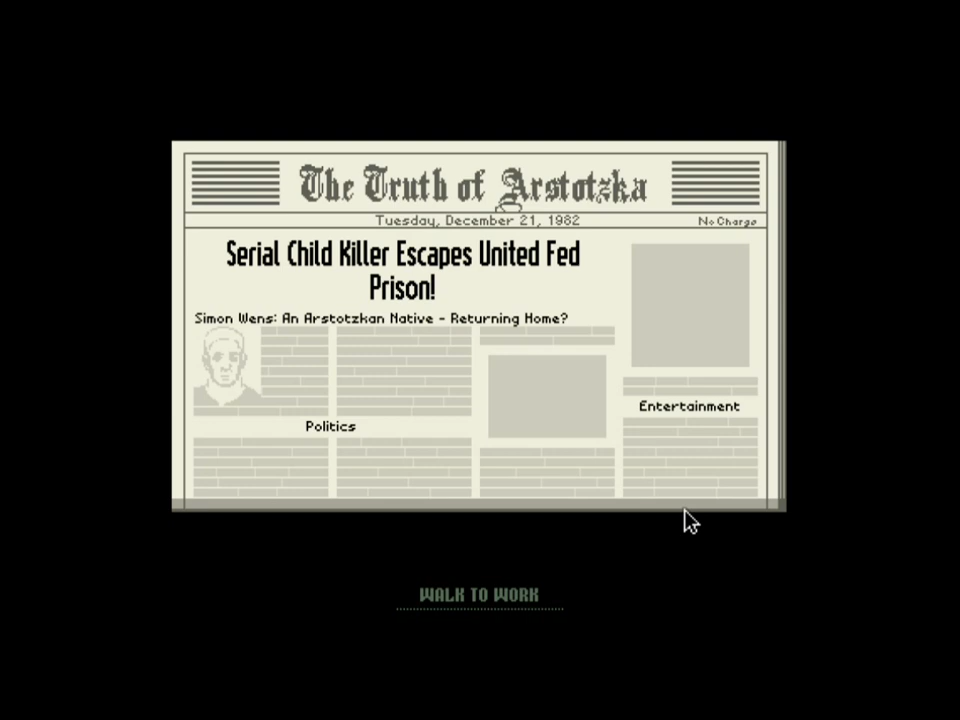 The Truth of Arstotzka
Tuesday, December 21, 1982
No Charge
Serial Child Killer Escapes United Fed
Prison!
Simon Wens: An Arstotzkan Native - Returning Home?
Entertainment
Politics
WALK TO WORK